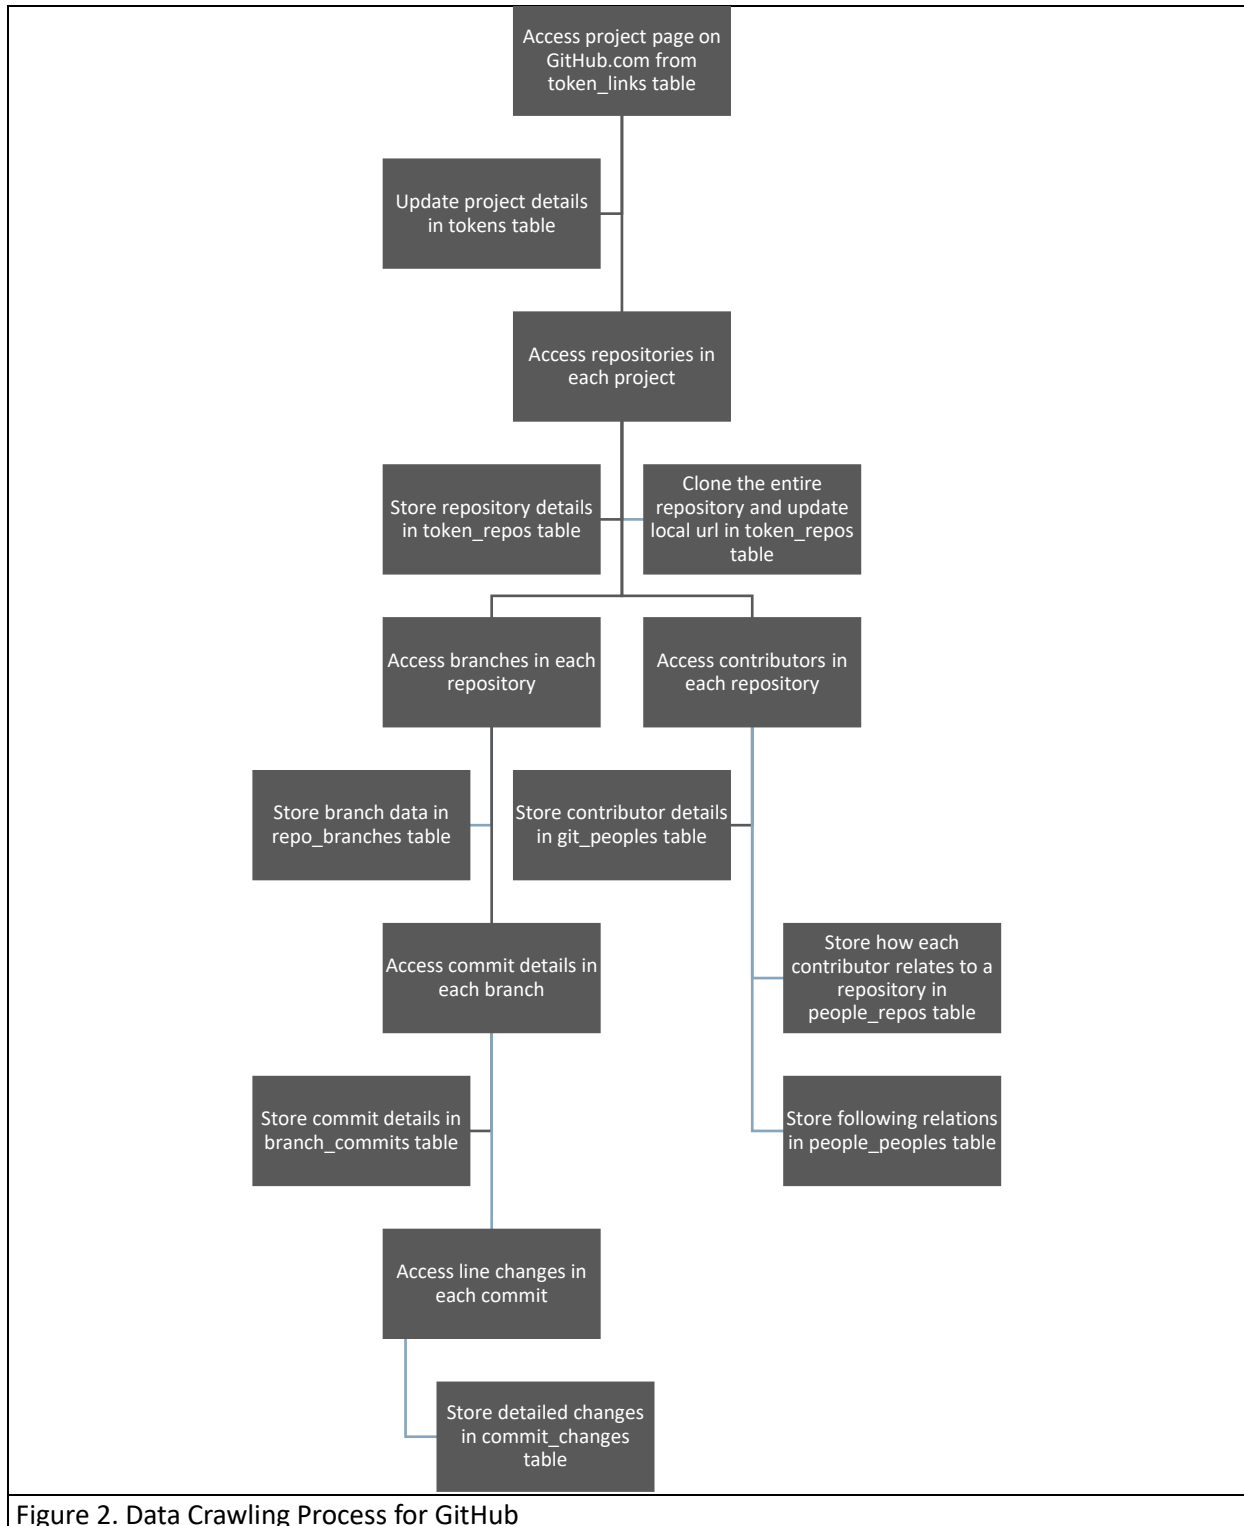 Access project page on
GitHub.com from
token_links table
Update project details
in tokens table
Access repositories in
each project
Store repository details
in token_repos table
Clone the entire
repository and update
local url in token_repos
table
Access branches in each
repository
Access contributors in
each repository
Store branch data in
repo_branches table
Store contributor details
in git_peoples table
Access commit details in
each branch
Store how each
contributor relates to a
repository in
people_repos table
Store commit details in
branch_commits table
Store following relations
in people_peoples table
Access line changes in
each commit
Store detailed changes
in commit_changes
table
Figure 2. Data Crawling Process for GitHub